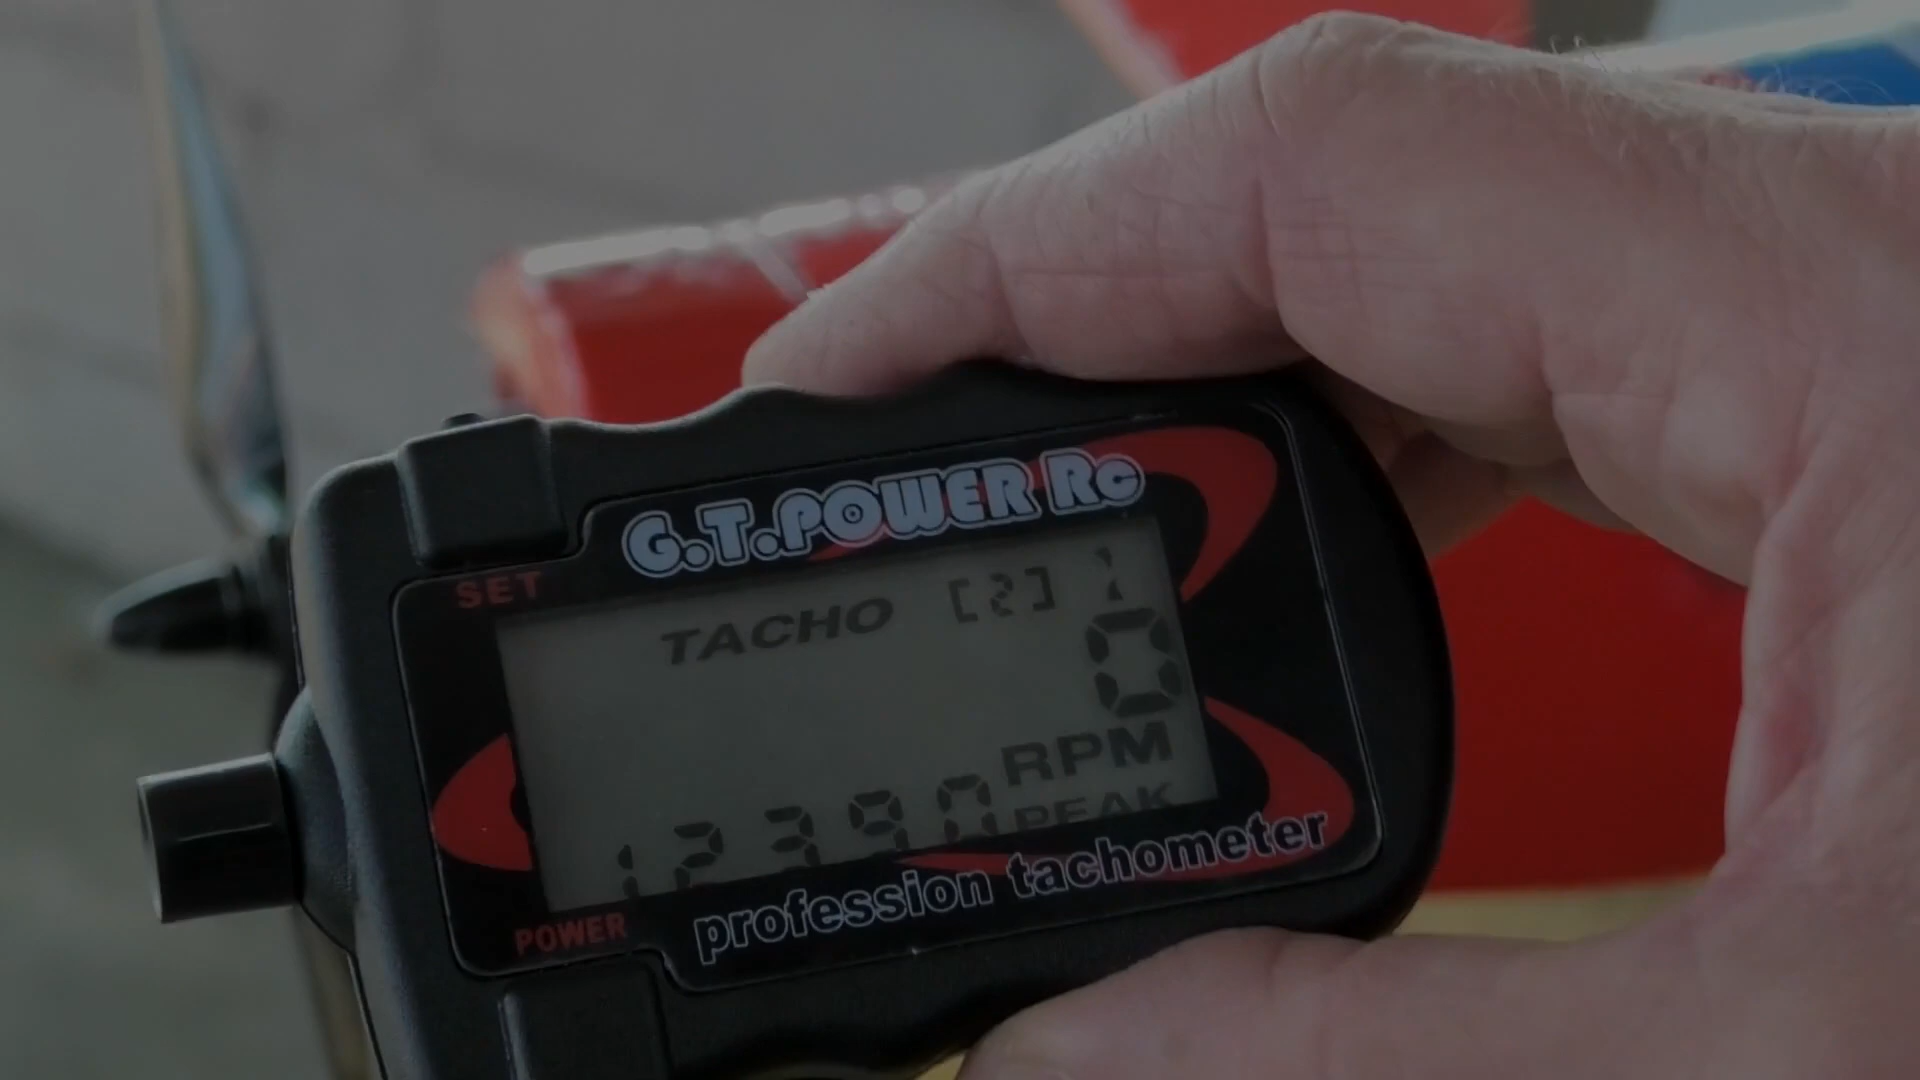 G.T.POWER Rc
SET
TACHO [2]
0
RPM
12390 PEAK
POWER
profession tachometer